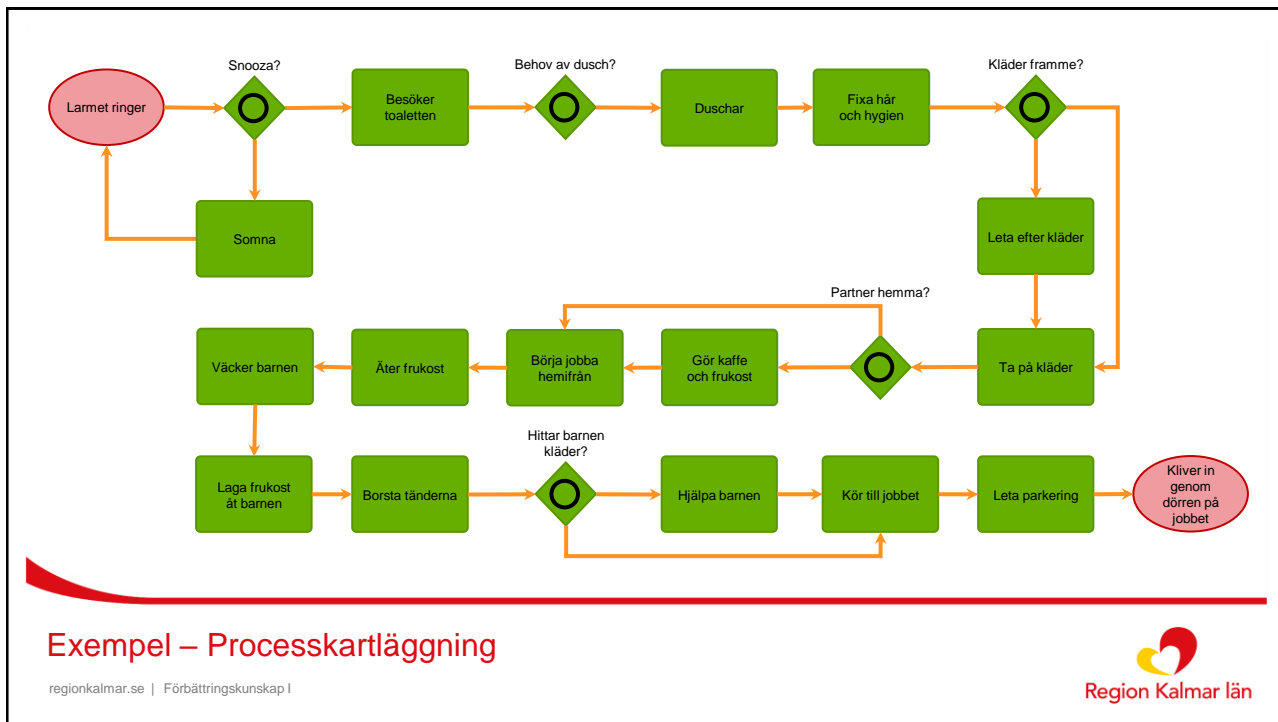 Snooza?
Behov av dusch?
Kläder framme?
Larmet ringer
Besöker
toaletten
Duschar
Fixa hår
och hygien
Somna
Leta efter kläder
Partner hemma?
Väcker barnen
Äter frukost
Börja jobba
hemifrån
Gör kaffe
och frukost
Ta på kläder
Hittar barnen
kläder?
Laga frukost
åt barnen
Borsta tänderna
Hjälpa barnen
Kör till jobbet
Leta parkering
Kliver in
genom
dörren på
jobbet
Exempel – Processkartläggning
regionkalmar.se | Förbättringskunskap I
Region Kalmar län